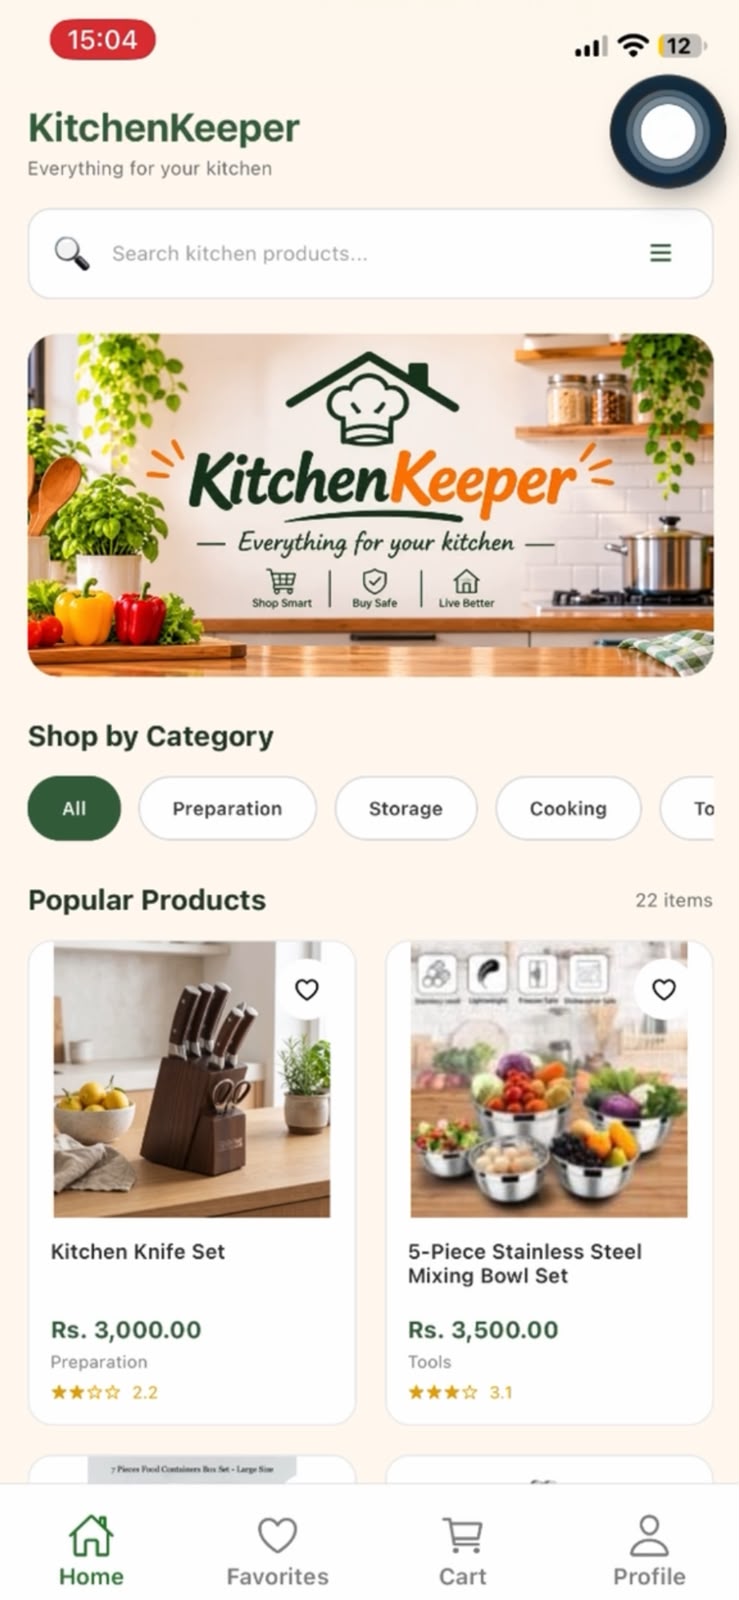 15:04
12
KitchenKeeper
Everything for your kitchen
Search kitchen products...
KitchenKeeper
Everything for your kitchen
Shop Smart Buy Safe Live Better
Shop by Category
All Preparation Storage Cooking To
Popular Products 22 items
Kitchen Knife Set
5-Piece Stainless Steel
Mixing Bowl Set
Rs. 3,000.00 Rs. 3,500.00
Preparation Tools
2.2 3.1
7 Pieces Food Containers Box Set - Large Size
Home Favorites Cart Profile